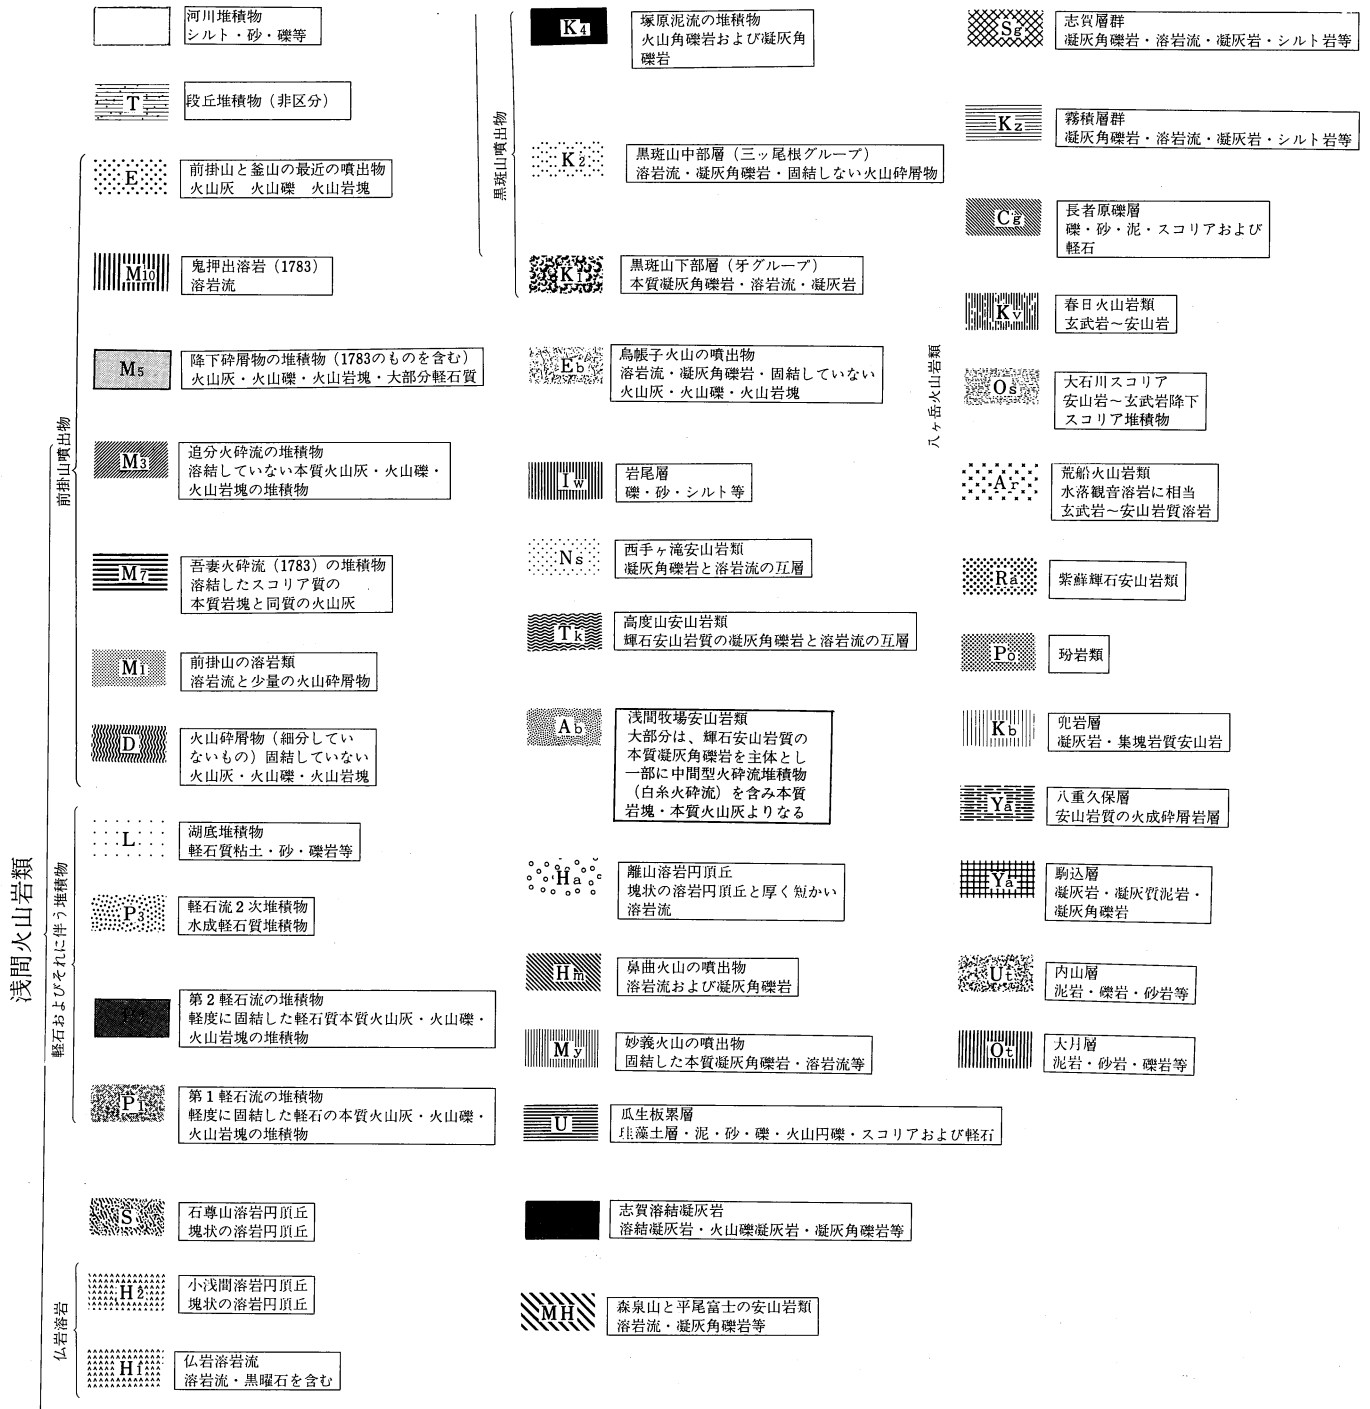 河川堆積物
シルト・砂・礫等
T
段丘堆積物（非区分）
浅間火山岩類
前掛山噴出物
E
前掛山と釜山の最近の噴出物
火山灰　火山礫　火山岩塊
M10
鬼押出溶岩（1783）
溶岩流
M5
降下砕屑物の堆積物（1783のものを含む）
火山灰・火山礫・火山岩塊・大部分軽石質
M3
追分火砕流の堆積物
溶結していない本質火山灰・火山礫・
火山岩塊の堆積物
M7
吾妻火砕流（1783）の堆積物
溶結したスコリア質の
本質岩塊と同質の火山灰
M1
前掛山の溶岩類
溶岩流と少量の火山砕屑物
D
火山砕屑物（細分してい
ないもの）固結していない
火山灰・火山礫・火山岩塊
軽石およびそれに伴う堆積物
L
湖底堆積物
軽石質粘土・砂・礫岩等
P3
軽石流2次堆積物
水成軽石質堆積物
第2軽石流の堆積物
軽度に固結した軽石質本質火山灰・火山礫・
火山岩塊の堆積物
P1
第1軽石流の堆積物
軽度に固結した軽石の本質火山灰・火山礫・
火山岩塊の堆積物
S
石尊山溶岩円頂丘
塊状の溶岩円頂丘
仏岩溶岩
H2
小浅間溶岩円頂丘
塊状の溶岩円頂丘
H1
仏岩溶岩流
溶岩流・黒曜石を含む
黒斑山噴出物
K4
塚原泥流の堆積物
火山角礫岩および凝灰角
礫岩
K2
黒斑山中部層（三ッ尾根グループ）
溶岩流・凝灰角礫岩・固結しない火山砕屑物
K1
黒斑山下部層（牙グループ）
本質凝灰角礫岩・溶岩流・凝灰岩
Eb
烏帳子火山の噴出物
溶岩流・凝灰角礫岩・固結していない
火山灰・火山礫・火山岩塊
Iw
岩尾層
礫・砂・シルト等
Ns
西手ヶ滝安山岩類
凝灰角礫岩と溶岩流の互層
Tk
高度山安山岩類
輝石安山岩質の凝灰角礫岩と溶岩流の互層
Ab
浅間牧場安山岩類
大部分は、輝石安山岩質の
本質凝灰角礫岩を主体とし
一部に中間型火砕流堆積物
（白糸火砕流）を含み本質
岩塊・本質火山灰よりなる
Ha
離山溶岩円頂丘
塊状の溶岩円頂丘と厚く短かい
溶岩流
Hm
鼻曲火山の噴出物
溶岩流および凝灰角礫岩
My
妙義火山の噴出物
固結した本質凝灰角礫岩・溶岩流等
U
瓜生板累層
珪藻土層・泥・砂・礫・火山円礫・スコリアおよび軽石
志賀溶結凝灰岩
溶結凝灰岩・火山礫凝灰岩・凝灰角礫岩等
MH
森泉山と平尾富士の安山岩類
溶岩流・凝灰角礫岩等
Sg
志賀層群
凝灰角礫岩・溶岩流・凝灰岩・シルト岩等
Kz
霧積層群
凝灰角礫岩・溶岩流・凝灰岩・シルト岩等
Cg
長者原礫層
礫・砂・泥・スコリアおよび
軽石
八ヶ岳火山岩類
Kv
春日火山岩類
玄武岩～安山岩
Os
大石川スコリア
安山岩～玄武岩降下
スコリア堆積物
Ar
荒船火山岩類
水落観音溶岩に相当
玄武岩～安山岩質溶岩
Ra
紫蘇輝石安山岩類
Po
玢岩類
Kb
兜岩層
凝灰岩・集塊岩質安山岩
Ya
八重久保層
安山岩質の火成砕屑岩層
Ya
駒込層
凝灰岩・凝灰質泥岩・
凝灰角礫岩
Ut
内山層
泥岩・礫岩・砂岩等
Ot
大月層
泥岩・砂岩・礫岩等